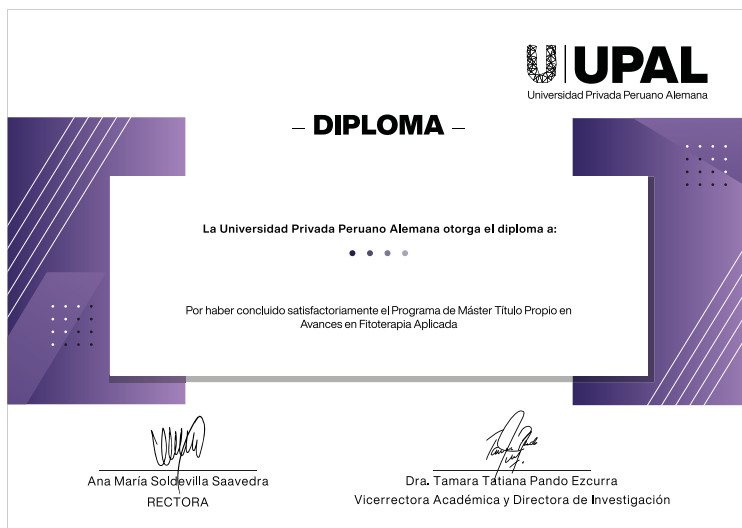 UPAL
Universidad Privada Peruano Alemana
– DIPLOMA –
La Universidad Privada Peruano Alemana otorga el diploma a:
Por haber concluido satisfactoriamente el Programa de Máster Título Propio en
Avances en Fitoterapia Aplicada
Ana María Soldevilla Saavedra
RECTORA
Dra. Tamara Tatiana Pando Ezcurra
Vicerrectora Académica y Directora de Investigación